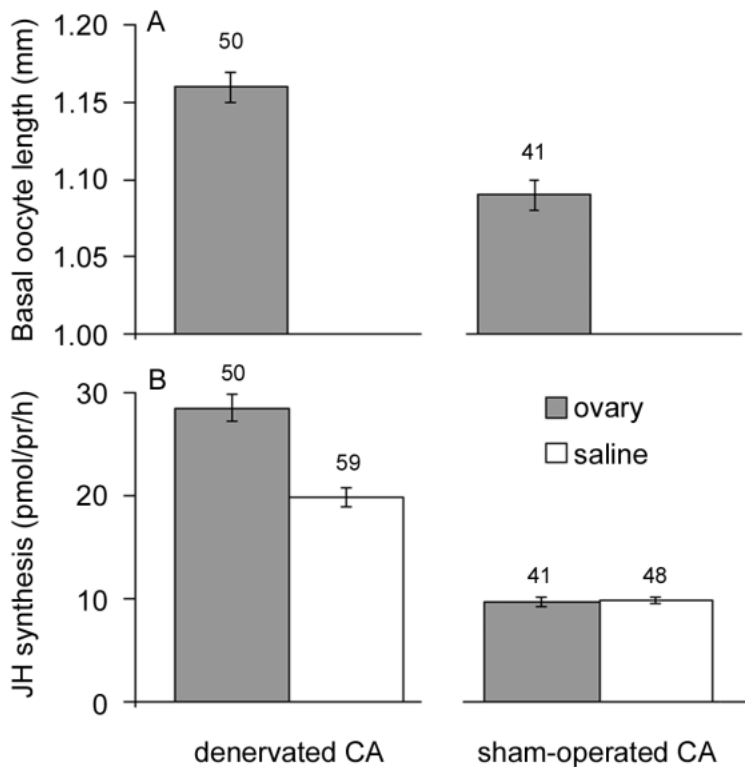 A
Basal oocyte length (mm)
1.20
1.15
1.10
1.05
1.00
50
41
B
JH synthesis (pmol/pr/h)
30
20
10
0
50
59
41
48
ovary
saline
denervated CA
sham-operated CA